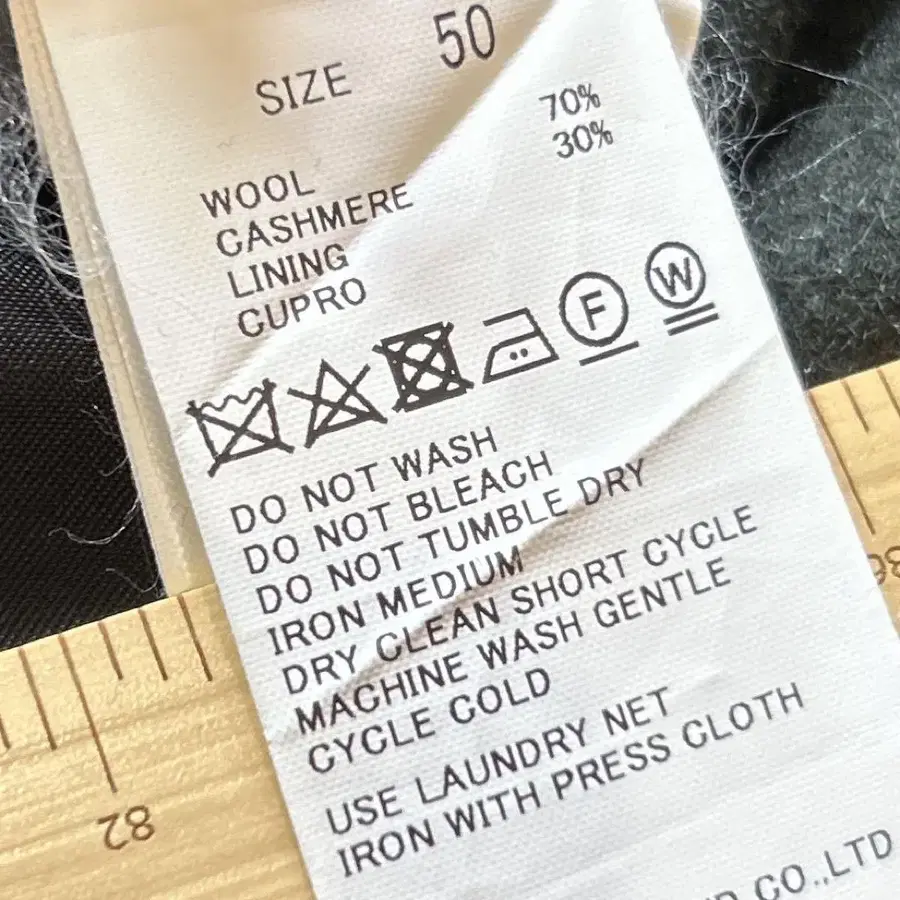 SIZE 50
70%
30%
WOOL
CASHMERE
LINING
CUPRO
F W
DO NOT WASH
DO NOT BLEACH
DO NOT TUMBLE DRY
IRON MEDIUM
DRY CLEAN SHORT CYCLE
MACHINE WASH GENTLE
CYCLE COLD
USE LAUNDRY NET
IRON WITH PRESS CLOTH
CO.,LTD
82